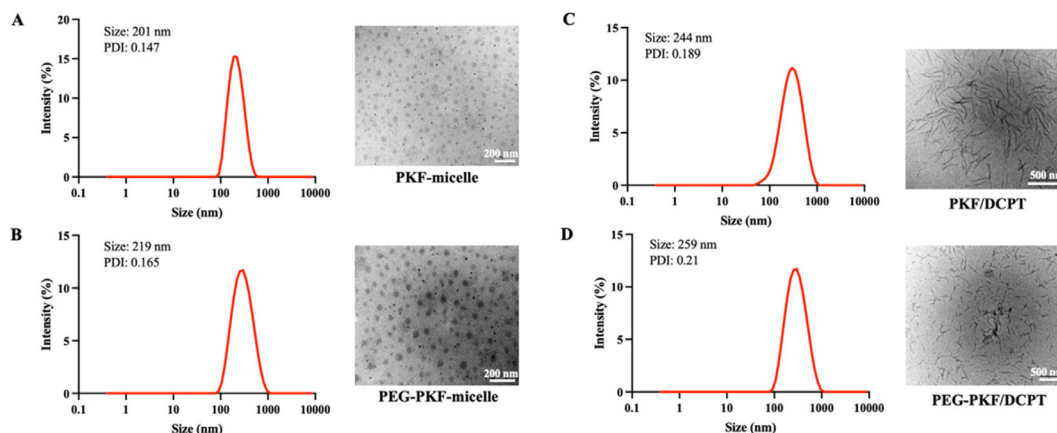 A
Size: 201 nm
PDI: 0.147
Intensity (%)
20
15
10
5
0
0.1 1 10 100 1000 10000
Size (nm)
200 nm
PKF-micelle
B
Size: 219 nm
PDI: 0.165
Intensity (%)
15
10
5
0
0.1 1 10 100 1000 10000
Size (nm)
200 nm
PEG-PKF-micelle
C
Size: 244 nm
PDI: 0.189
Intensity (%)
15
10
5
0
0.1 1 10 100 1000 10000
Size (nm)
500 nm
PKF/DCPT
D
Size: 259 nm
PDI: 0.21
Intensity (%)
15
10
5
0
0.1 1 10 100 1000 10000
Size (nm)
500 nm
PEG-PKF/DCPT